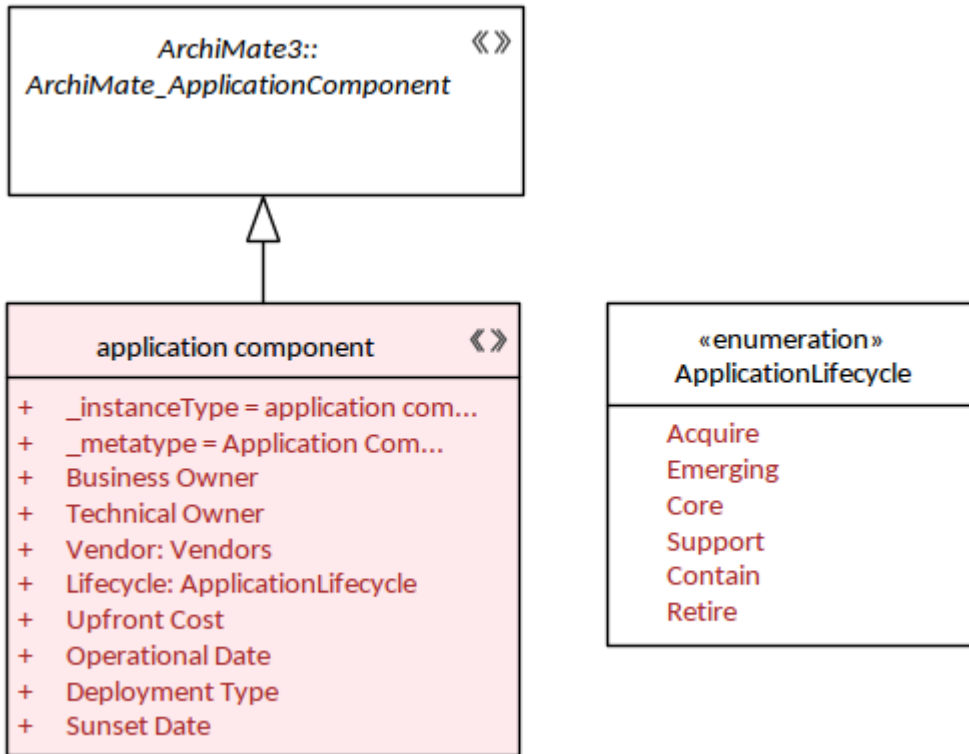 ArchiMate3::
ArchiMate_ApplicationComponent
«»
application component
«»
+ _instanceType = application com...
+ _metatype = Application Com...
+ Business Owner
+ Technical Owner
+ Vendor: Vendors
+ Lifecycle: ApplicationLifecycle
+ Upfront Cost
+ Operational Date
+ Deployment Type
+ Sunset Date
«enumeration»
ApplicationLifecycle
Acquire
Emerging
Core
Support
Contain
Retire